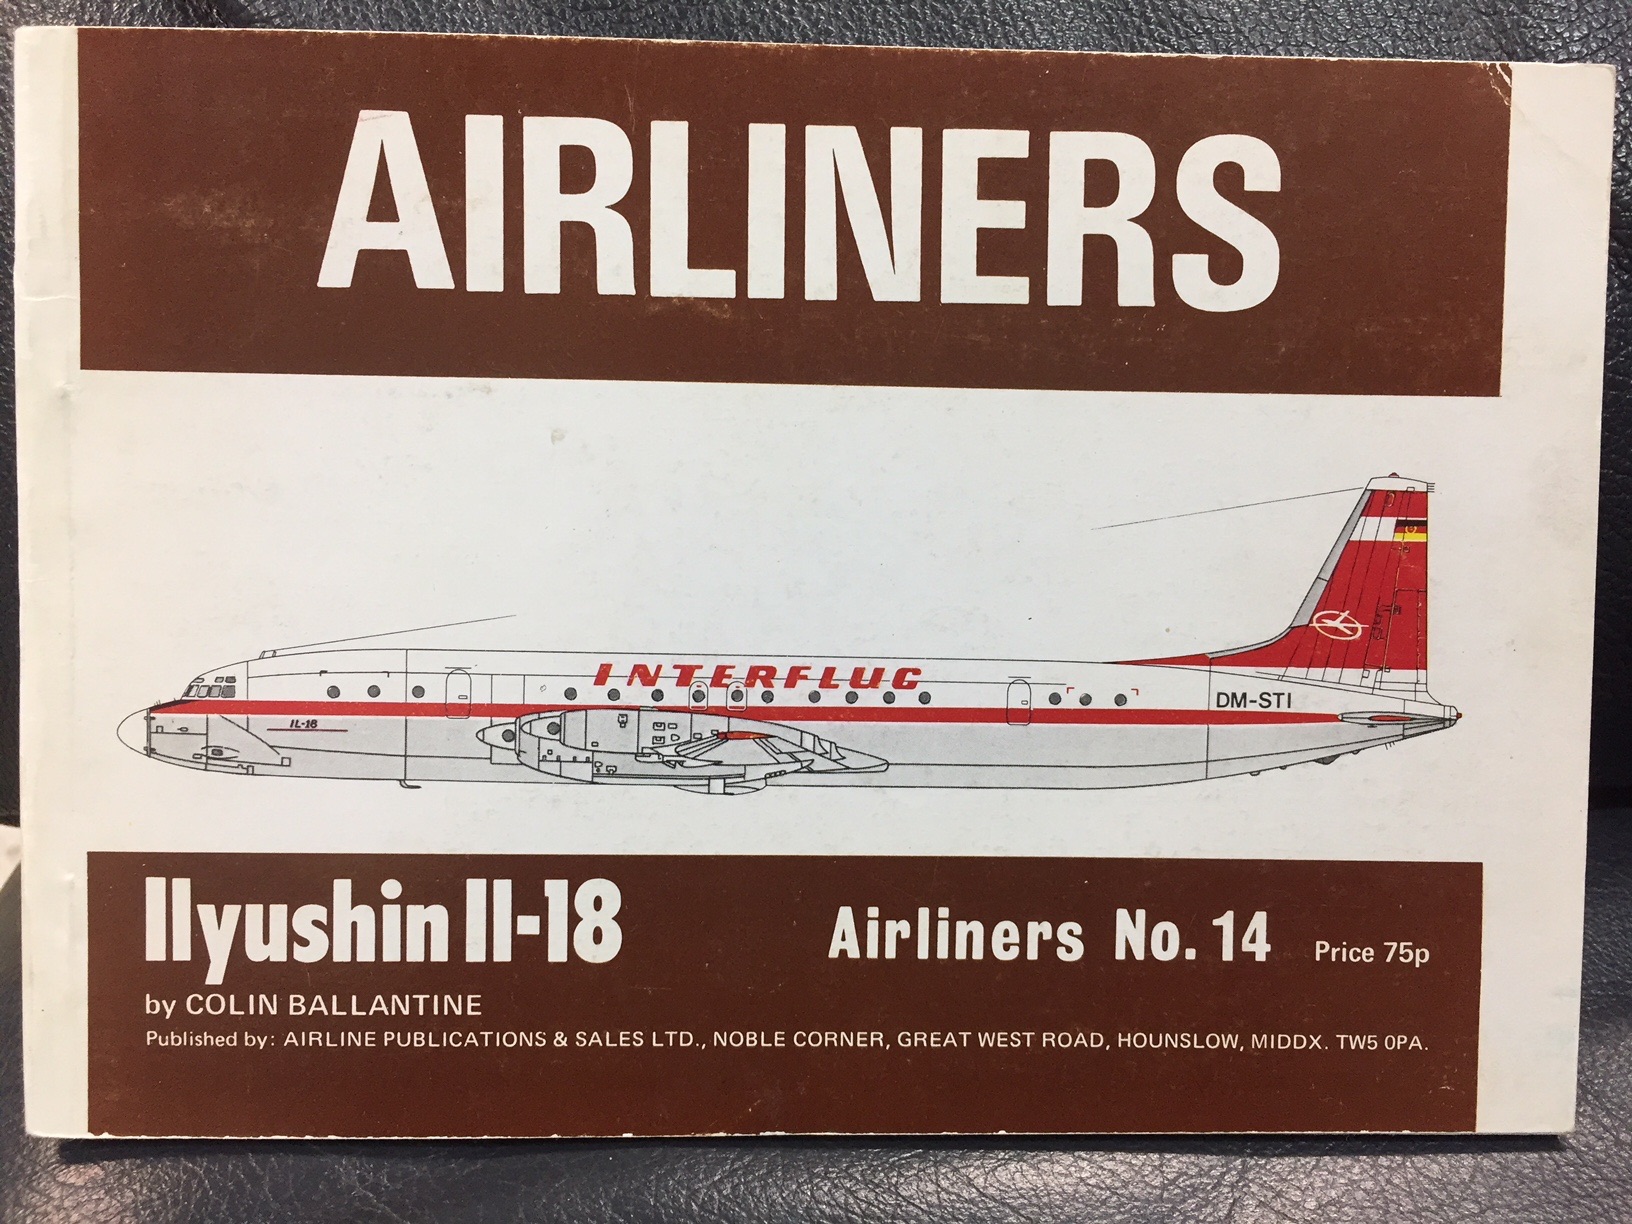 AIRLINERS
INTERFLUG
DM-STI
IL-18
Ilyushin Il-18
Airliners No. 14 Price 75p
by COLIN BALLANTINE
Published by: AIRLINE PUBLICATIONS & SALES LTD., NOBLE CORNER, GREAT WEST ROAD, HOUNSLOW, MIDDX. TW5 0PA.